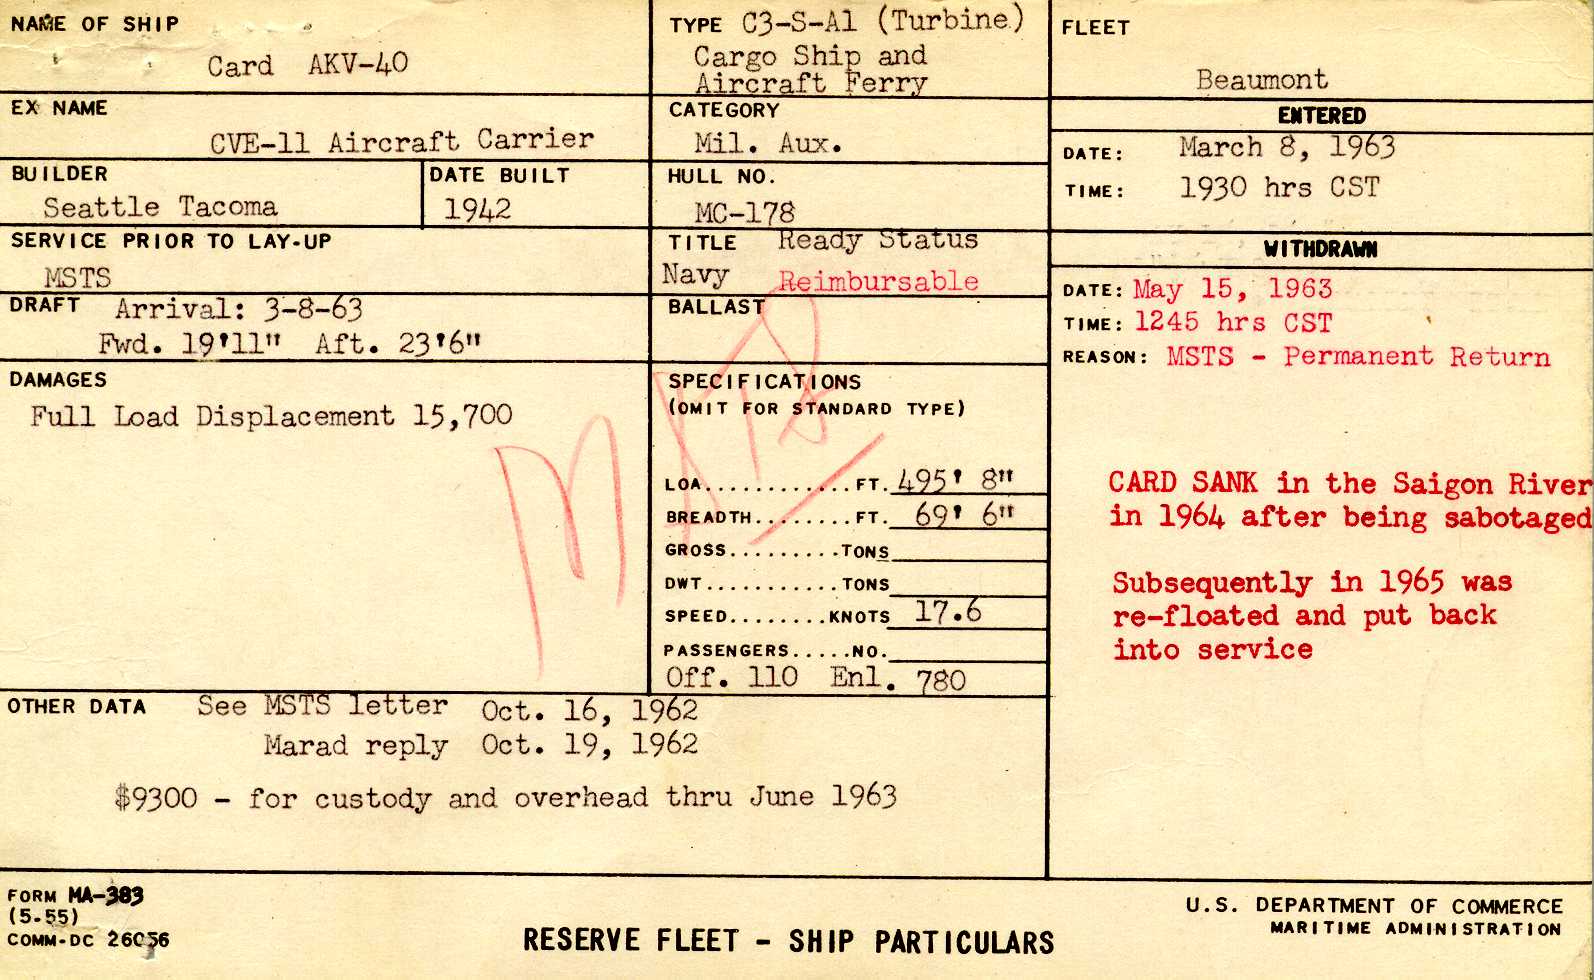 NAME OF SHIP
Card AKV-40
TYPE C3-S-A1 (Turbine)
Cargo Ship and
Aircraft Ferry
FLEET
Beaumont
EX NAME
CVE-11 Aircraft Carrier
CATEGORY
Mil. Aux.
ENTERED
DATE: March 8, 1963
TIME: 1930 hrs CST
BUILDER
Seattle Tacoma
DATE BUILT
1942
HULL NO.
MC-178
SERVICE PRIOR TO LAY-UP
MSTS
TITLE Ready Status
Navy Reimbursable
WITHDRAWN
DATE: May 15, 1963
TIME: 1245 hrs CST
REASON: MSTS - Permanent Return
DRAFT Arrival: 3-8-63
Fwd. 19'11" Aft. 23'6"
BALLAST
DAMAGES
Full Load Displacement 15,700
MSTS
SPECIFICATIONS
(OMIT FOR STANDARD TYPE)
LOA............FT. 495' 8"
BREADTH........FT. 69' 6"
GROSS.........TONS
DWT...........TONS
SPEED........KNOTS 17.6
PASSENGERS.....NO.
Off. 110 Enl. 780
CARD SANK in the Saigon River
in 1964 after being sabotaged
Subsequently in 1965 was
re-floated and put back
into service
OTHER DATA See MSTS letter Oct. 16, 1962
Marad reply Oct. 19, 1962
$9300 - for custody and overhead thru June 1963
FORM MA-383
(5-55)
COMM-DC 26056
RESERVE FLEET - SHIP PARTICULARS
U.S. DEPARTMENT OF COMMERCE
MARITIME ADMINISTRATION